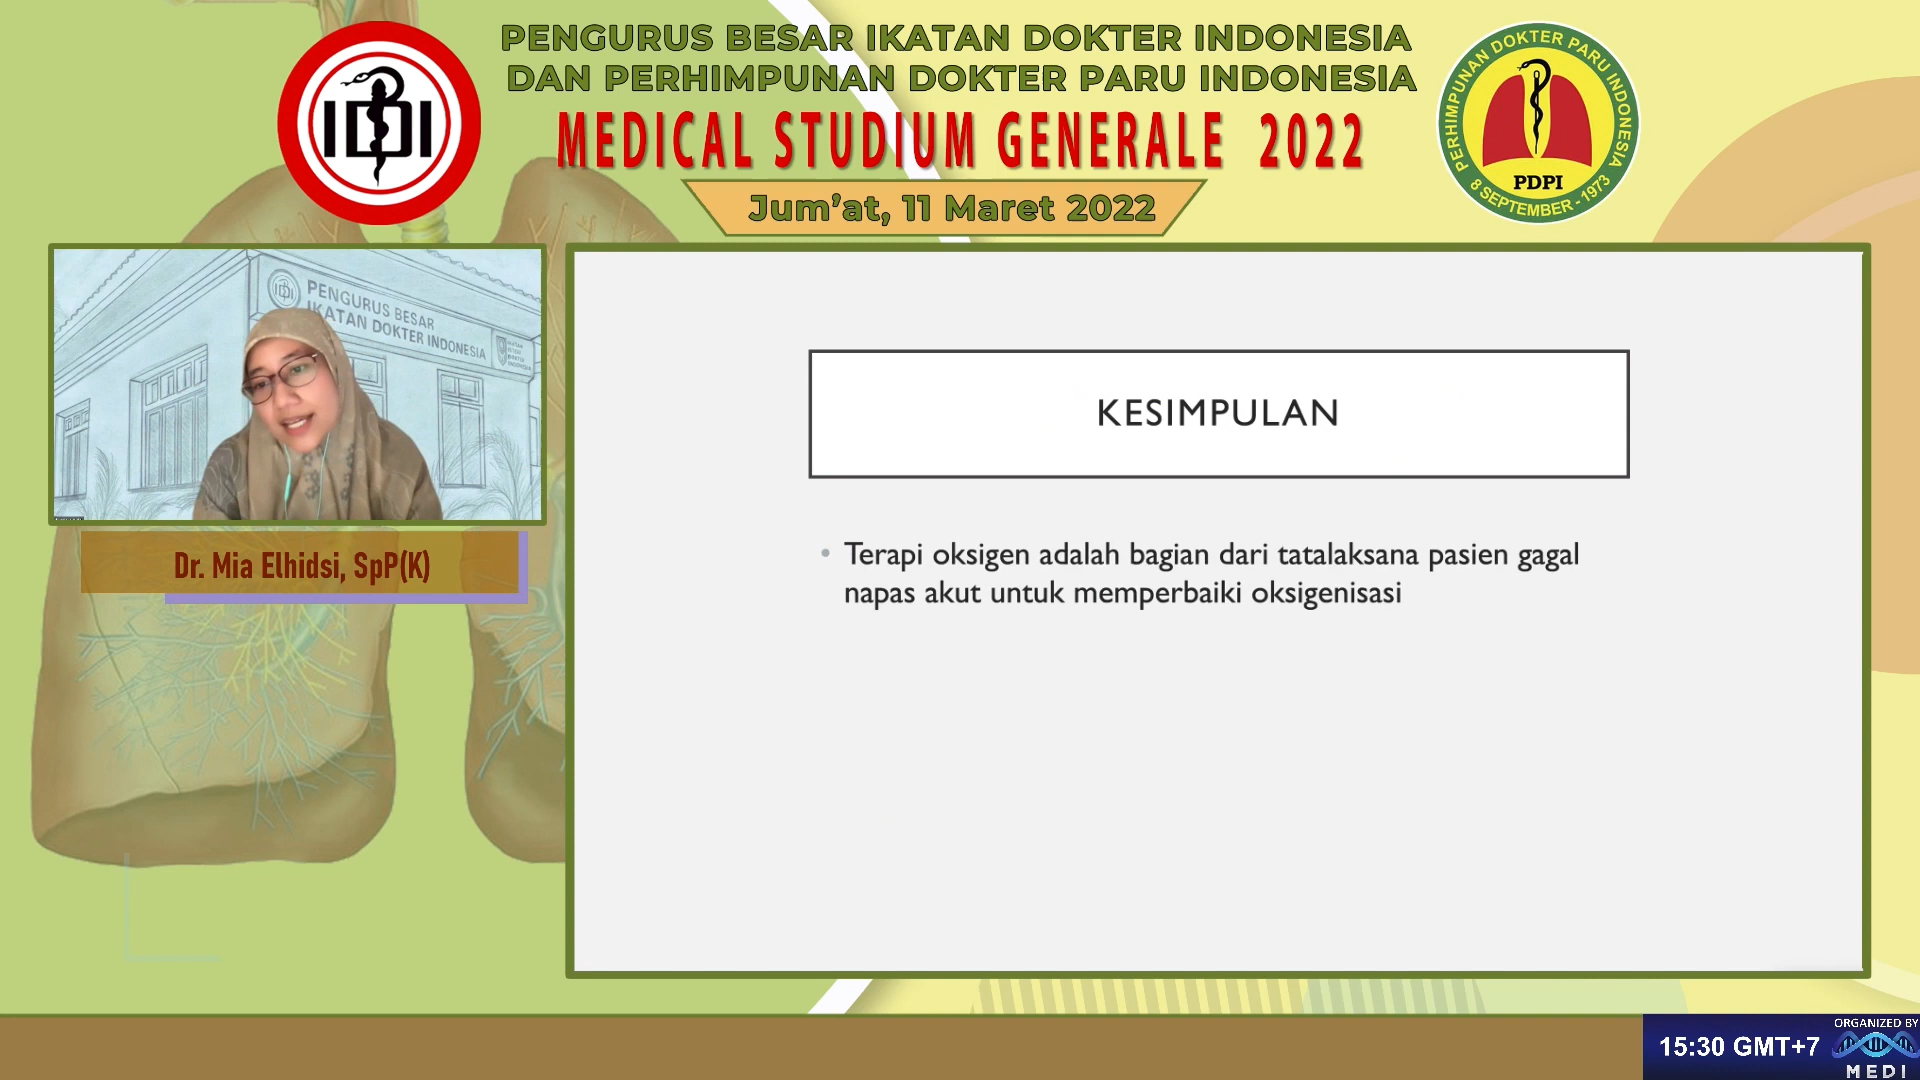 PENGURUS BESAR IKATAN DOKTER INDONESIA
DAN PERHIMPUNAN DOKTER PARU INDONESIA
MEDICAL STUDIUM GENERALE 2022
Jum'at, 11 Maret 2022
IDI
PERHIMPUNAN DOKTER PARU INDONESIA
PDPI
8 SEPTEMBER - 1973
PENGURUS BESAR
IKATAN DOKTER INDONESIA
Dr. Mia Elhidsi, SpP(K)
KESIMPULAN
• Terapi oksigen adalah bagian dari tatalaksana pasien gagal
napas akut untuk memperbaiki oksigenisasi
15:30 GMT+7
ORGANIZED BY
MEDI